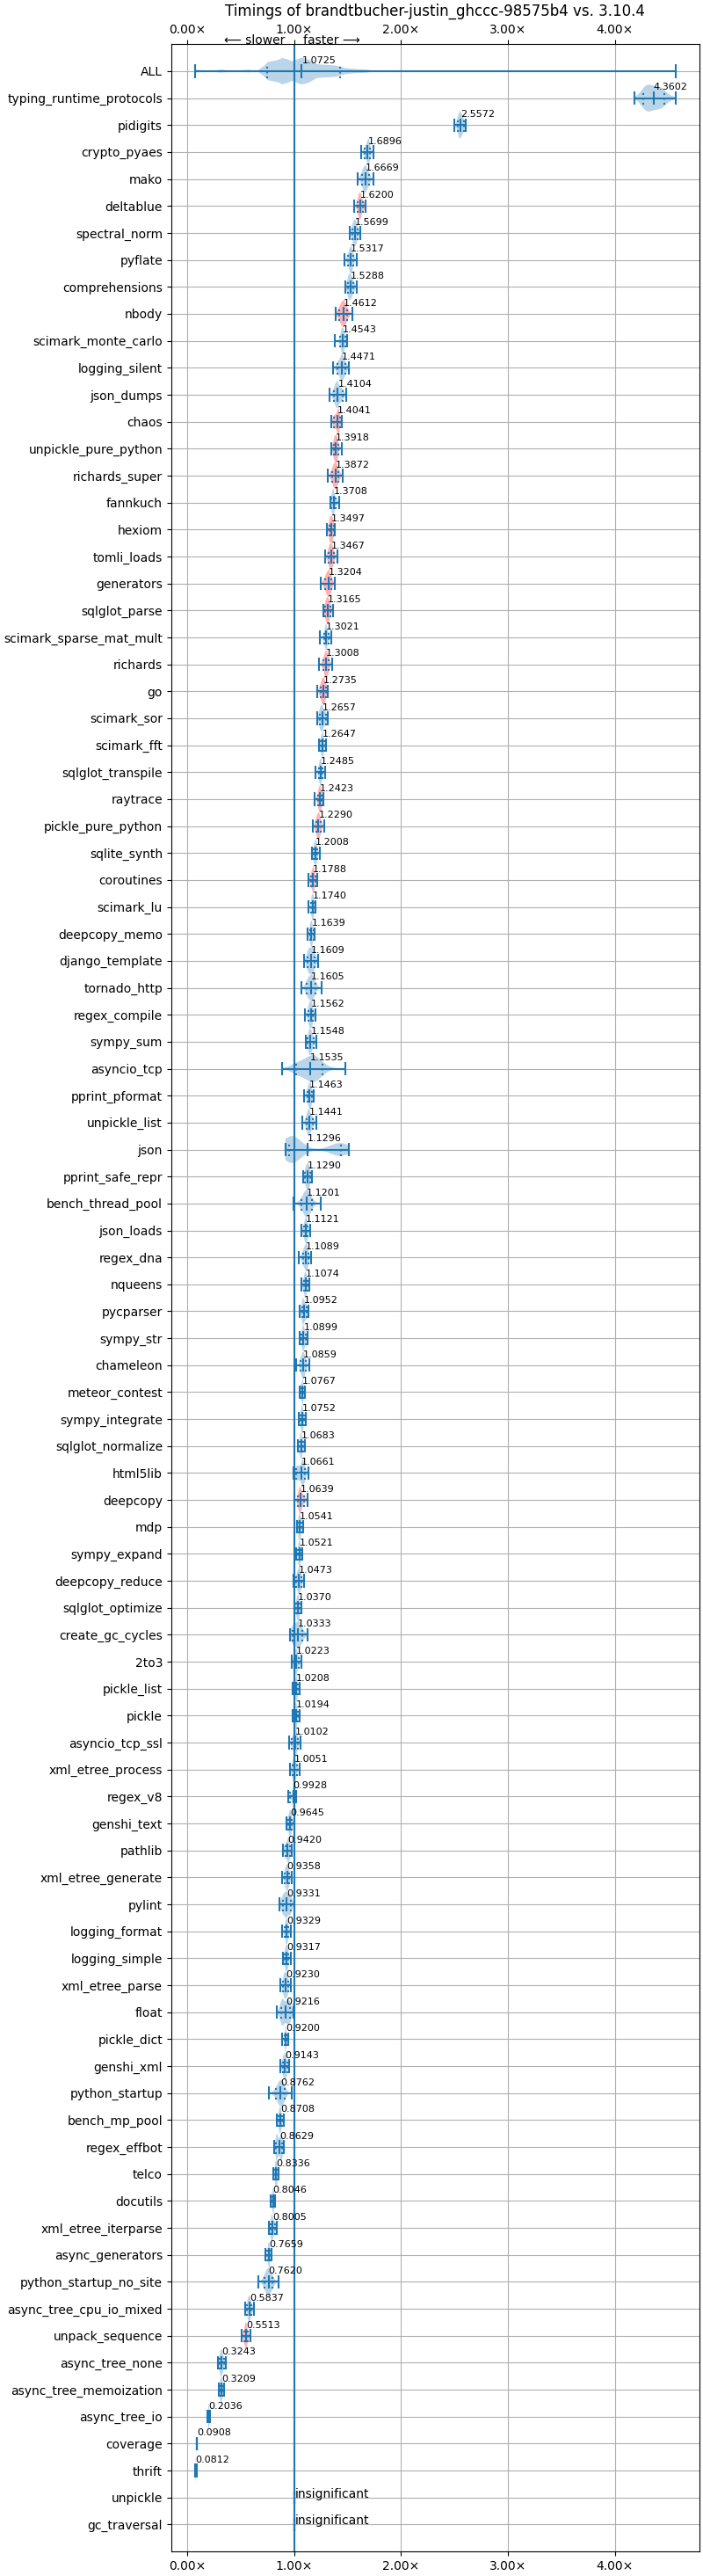 Timings of brandtbucher-justin_ghccc-98575b4 vs. 3.10.4
0.00× 1.00× 2.00× 3.00× 4.00×
⟵ slower faster ⟶
ALL 1.0725
typing_runtime_protocols 4.3602
pidigits 2.5572
crypto_pyaes 1.6896
mako 1.6669
deltablue 1.6200
spectral_norm 1.5699
pyflate 1.5317
comprehensions 1.5288
nbody 1.4612
scimark_monte_carlo 1.4543
logging_silent 1.4471
json_dumps 1.4104
chaos 1.4041
unpickle_pure_python 1.3918
richards_super 1.3872
fannkuch 1.3708
hexiom 1.3497
tomli_loads 1.3467
generators 1.3204
sqlglot_parse 1.3165
scimark_sparse_mat_mult 1.3021
richards 1.3008
go 1.2735
scimark_sor 1.2657
scimark_fft 1.2647
sqlglot_transpile 1.2485
raytrace 1.2423
pickle_pure_python 1.2290
sqlite_synth 1.2008
coroutines 1.1788
scimark_lu 1.1740
deepcopy_memo 1.1639
django_template 1.1609
tornado_http 1.1605
regex_compile 1.1562
sympy_sum 1.1548
asyncio_tcp 1.1535
pprint_pformat 1.1463
unpickle_list 1.1441
json 1.1296
pprint_safe_repr 1.1290
bench_thread_pool 1.1201
json_loads 1.1121
regex_dna 1.1089
nqueens 1.1074
pycparser 1.0952
sympy_str 1.0899
chameleon 1.0859
meteor_contest 1.0767
sympy_integrate 1.0752
sqlglot_normalize 1.0683
html5lib 1.0661
deepcopy 1.0639
mdp 1.0541
sympy_expand 1.0521
deepcopy_reduce 1.0473
sqlglot_optimize 1.0370
create_gc_cycles 1.0333
2to3 1.0223
pickle_list 1.0208
pickle 1.0194
asyncio_tcp_ssl 1.0102
xml_etree_process 1.0051
regex_v8 0.9928
genshi_text 0.9645
pathlib 0.9420
xml_etree_generate 0.9358
pylint 0.9331
logging_format 0.9329
logging_simple 0.9317
xml_etree_parse 0.9230
float 0.9216
pickle_dict 0.9200
genshi_xml 0.9143
python_startup 0.8762
bench_mp_pool 0.8708
regex_effbot 0.8629
telco 0.8336
docutils 0.8046
xml_etree_iterparse 0.8005
async_generators 0.7659
python_startup_no_site 0.7620
async_tree_cpu_io_mixed 0.5837
unpack_sequence 0.5513
async_tree_none 0.3243
async_tree_memoization 0.3209
async_tree_io 0.2036
coverage 0.0908
thrift 0.0812
unpickle insignificant
gc_traversal insignificant
0.00× 1.00× 2.00× 3.00× 4.00×